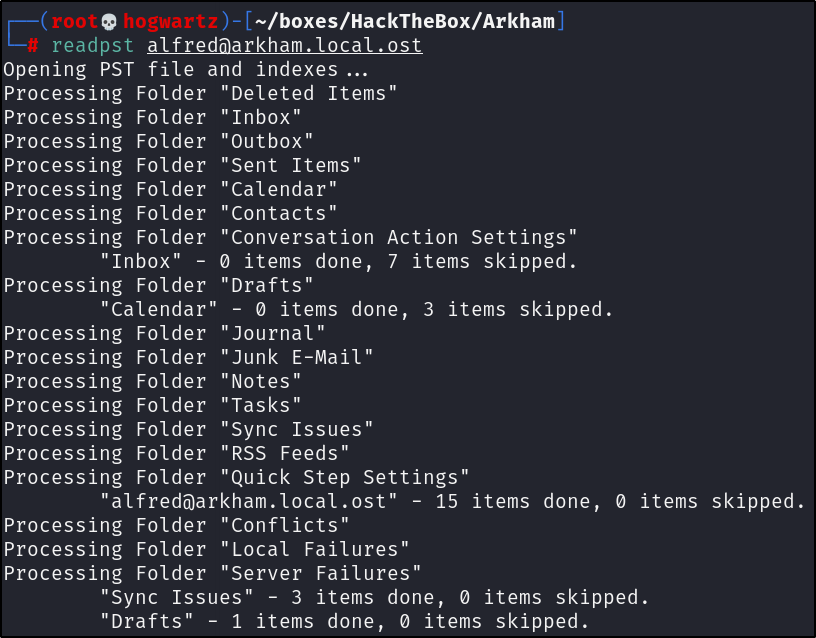 ┌──(root💀hogwartz)-[~/boxes/HackTheBox/Arkham]
└─# readpst alfred@arkham.local.ost
Opening PST file and indexes...
Processing Folder "Deleted Items"
Processing Folder "Inbox"
Processing Folder "Outbox"
Processing Folder "Sent Items"
Processing Folder "Calendar"
Processing Folder "Contacts"
Processing Folder "Conversation Action Settings"
        "Inbox" - 0 items done, 7 items skipped.
Processing Folder "Drafts"
        "Calendar" - 0 items done, 3 items skipped.
Processing Folder "Journal"
Processing Folder "Junk E-Mail"
Processing Folder "Notes"
Processing Folder "Tasks"
Processing Folder "Sync Issues"
Processing Folder "RSS Feeds"
Processing Folder "Quick Step Settings"
        "alfred@arkham.local.ost" - 15 items done, 0 items skipped.
Processing Folder "Conflicts"
Processing Folder "Local Failures"
Processing Folder "Server Failures"
        "Sync Issues" - 3 items done, 0 items skipped.
        "Drafts" - 1 items done, 0 items skipped.